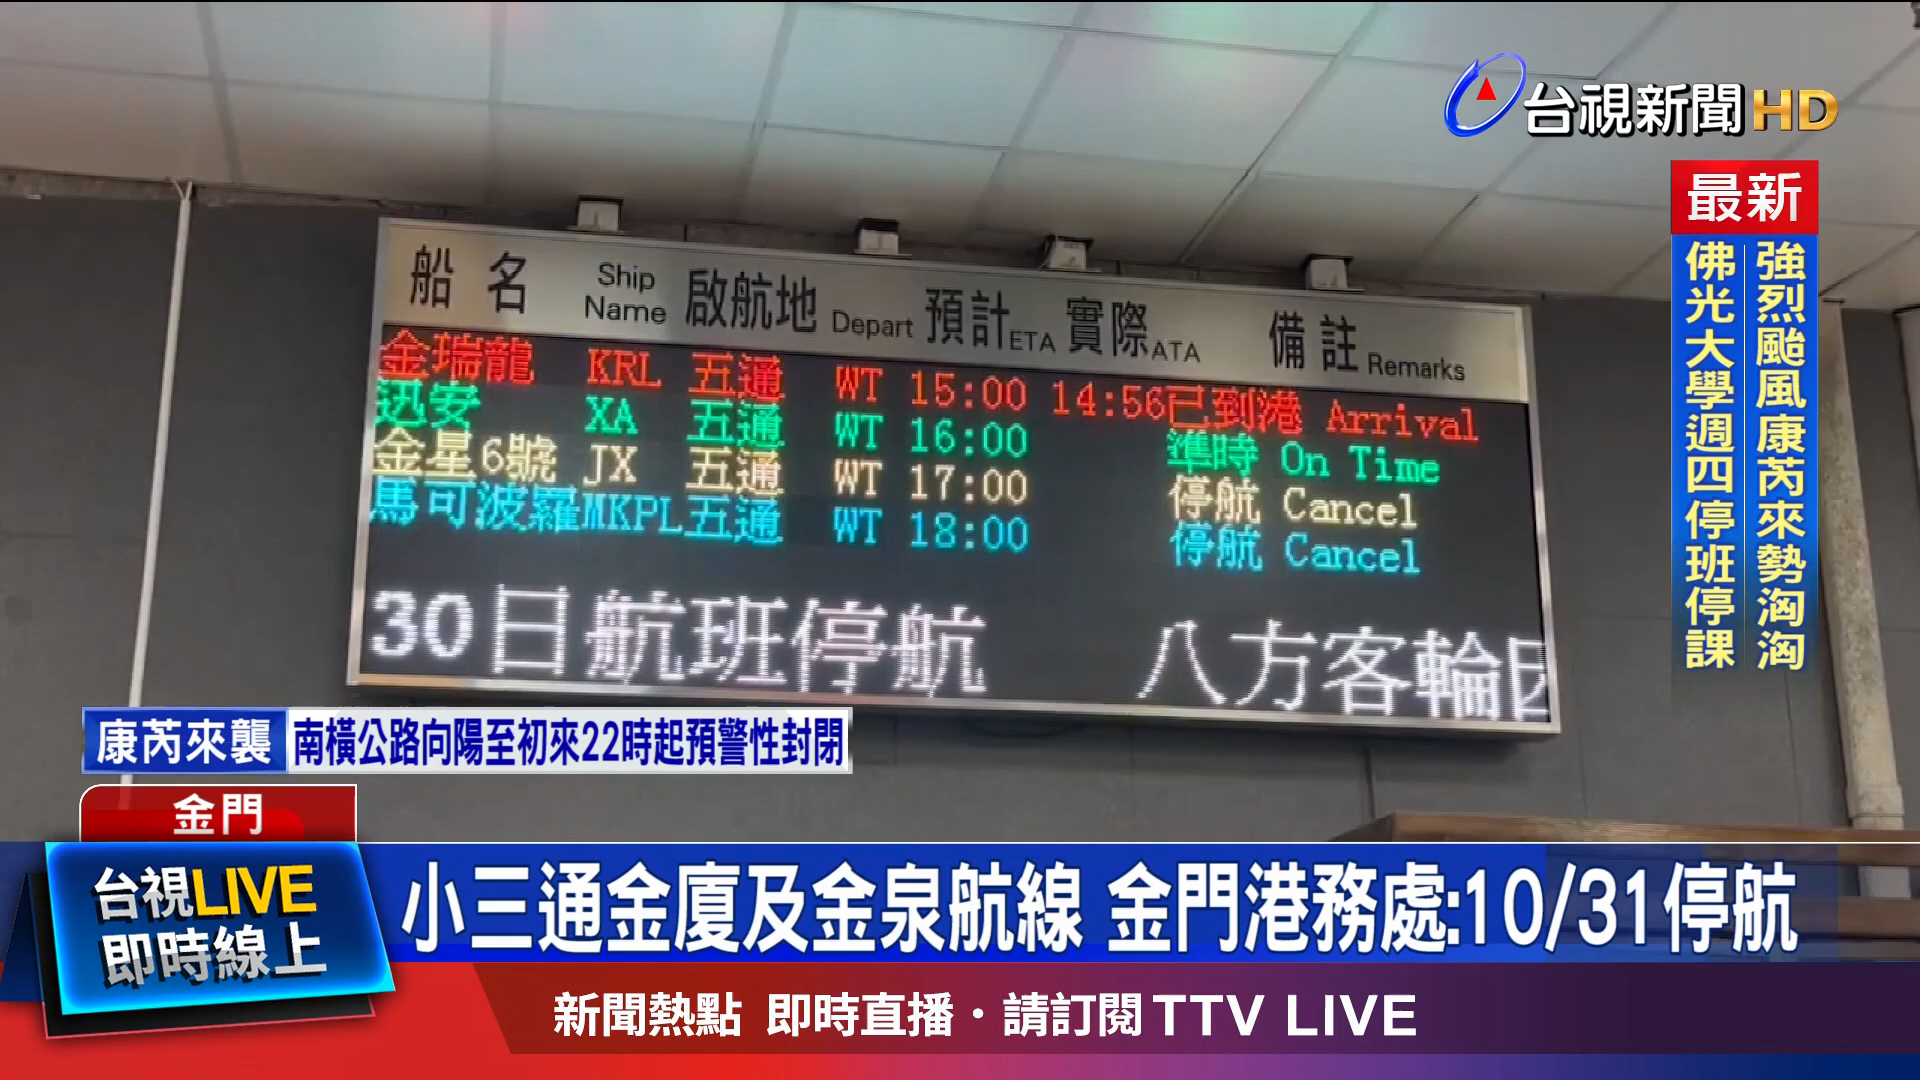 台視新聞HD
最新
強烈颱風康芮來勢洶洶
佛光大學週四停班停課
船名 Ship Name 啟航地 Depart 預計 ETA 實際 ATA 備註 Remarks
金瑞龍 KRL 五通 WT 15:00 14:56已到港 Arrival
迅安 XA 五通 WT 16:00 準時 On Time
金星6號 JX 五通 WT 17:00 停航 Cancel
馬可波羅MKPL五通 WT 18:00 停航 Cancel
30日航班停航 八方客輪因
康芮來襲 南橫公路向陽至初來22時起預警性封閉
金門
台視LIVE
即時線上
小三通金廈及金泉航線 金門港務處:10/31停航
新聞熱點 即時直播・請訂閱TTV LIVE